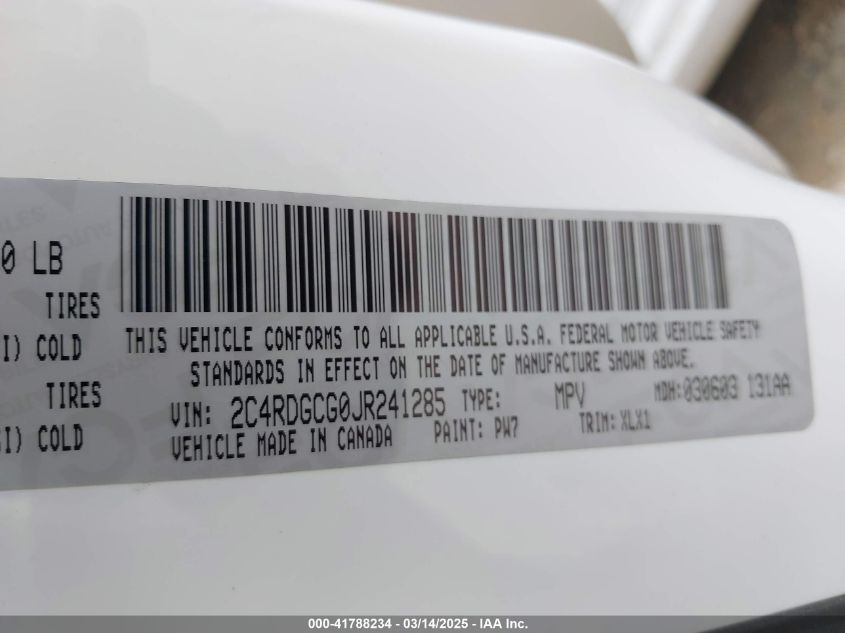 0 LB
TIRES
I) COLD
TIRES
I) COLD
THIS VEHICLE CONFORMS TO ALL APPLICABLE U.S.A. FEDERAL MOTOR VEHICLE SAFETY
STANDARDS IN EFFECT ON THE DATE OF MANUFACTURE SHOWN ABOVE.
VIN: 2C4RDGCG0JR241285 TYPE: MPV MDH:030603 131AA
VEHICLE MADE IN CANADA PAINT: PW7 TRIM: XLX1
000-41788234 - 03/14/2025 - IAA Inc.